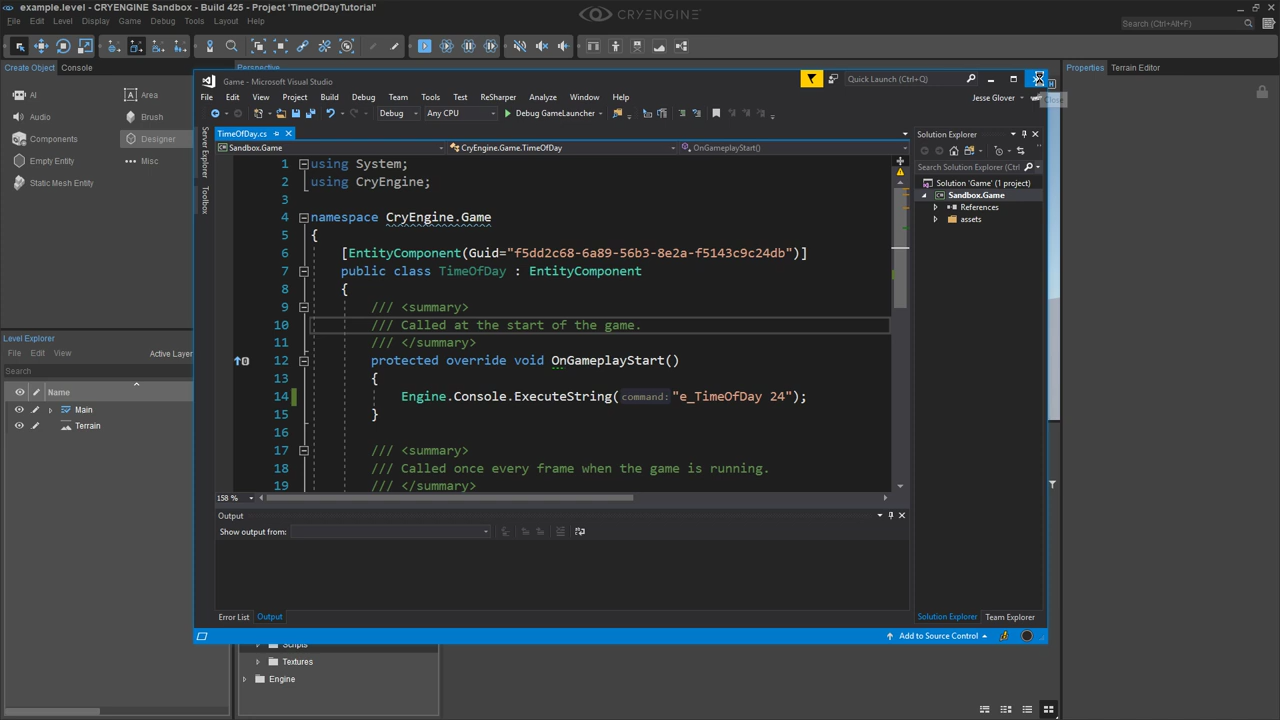 example.level - CRYENGINE Sandbox - Build 425 - Project 'TimeOfDayTutorial'
CRYENGINE
File Edit Level Display Game Debug Tools Layout Help
Search (Ctrl+Alt+F)
Create Object Console
Perspective
Properties Terrain Editor
AI Area
Audio Brush
Components Designer
Empty Entity Misc
Static Mesh Entity
Game - Microsoft Visual Studio
Quick Launch (Ctrl+Q)
File Edit View Project Build Debug Team Tools Test ReSharper Analyze Window Help
Jesse Glover
Close
Debug Any CPU Debug GameLauncher
Server Explorer
Toolbox
TimeOfDay.cs
Sandbox.Game CryEngine.Game.TimeOfDay OnGameplayStart()
1 using System;
2 using CryEngine;
3
4 namespace CryEngine.Game
5 {
6 [EntityComponent(Guid="f5dd2c68-6a89-56b3-8e2a-f5143c9c24db")]
7 public class TimeOfDay : EntityComponent
8 {
9 /// <summary>
10 /// Called at the start of the game.
11 /// </summary>
12 protected override void OnGameplayStart()
13 {
14 Engine.Console.ExecuteString(command: "e_TimeOfDay 24");
15 }
16
17 /// <summary>
18 /// Called once every frame when the game is running.
19 /// </summary>
158 %
Output
Show output from:
Error List Output
Solution Explorer
Search Solution Explorer (Ctrl
Solution 'Game' (1 project)
Sandbox.Game
References
assets
Solution Explorer Team Explorer
Add to Source Control
Level Explorer
File Edit View Active Layer
Search
Name
Main
Terrain
Scripts
Textures
Engine